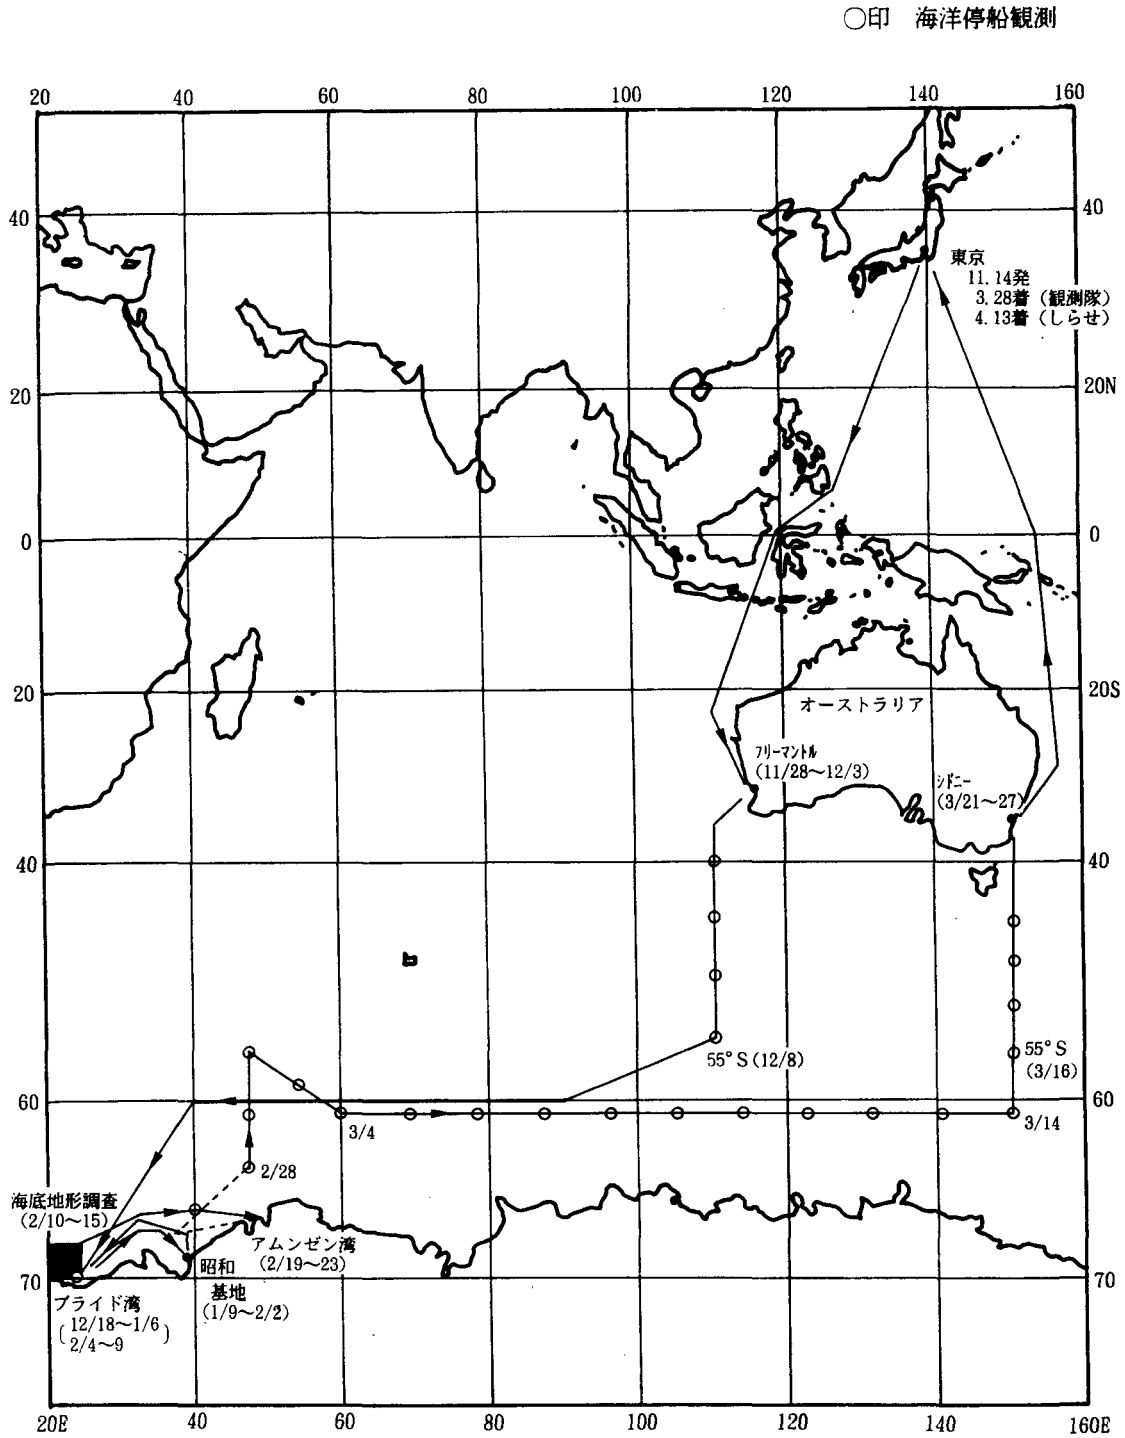 ○印 海洋停船観測
20 40 60 80 100 120 140 160
40 40
東京
11.14発
3.28着（観測隊）
4.13着（しらせ）
20 20N
0 0
20 20S
オーストラリア
フリーマントル
(11/28～12/3)
シドニー
(3/21～27)
40 40
55°S(12/8)
55°S
(3/16)
60 60
3/4
3/14
2/28
海底地形調査
(2/10～15)
アムンゼン湾
(2/19～23)
昭和
基地
(1/9～2/2)
70 70
ブライド湾
(12/18～1/6
2/4～9)
20E 40 60 80 100 120 140 160E